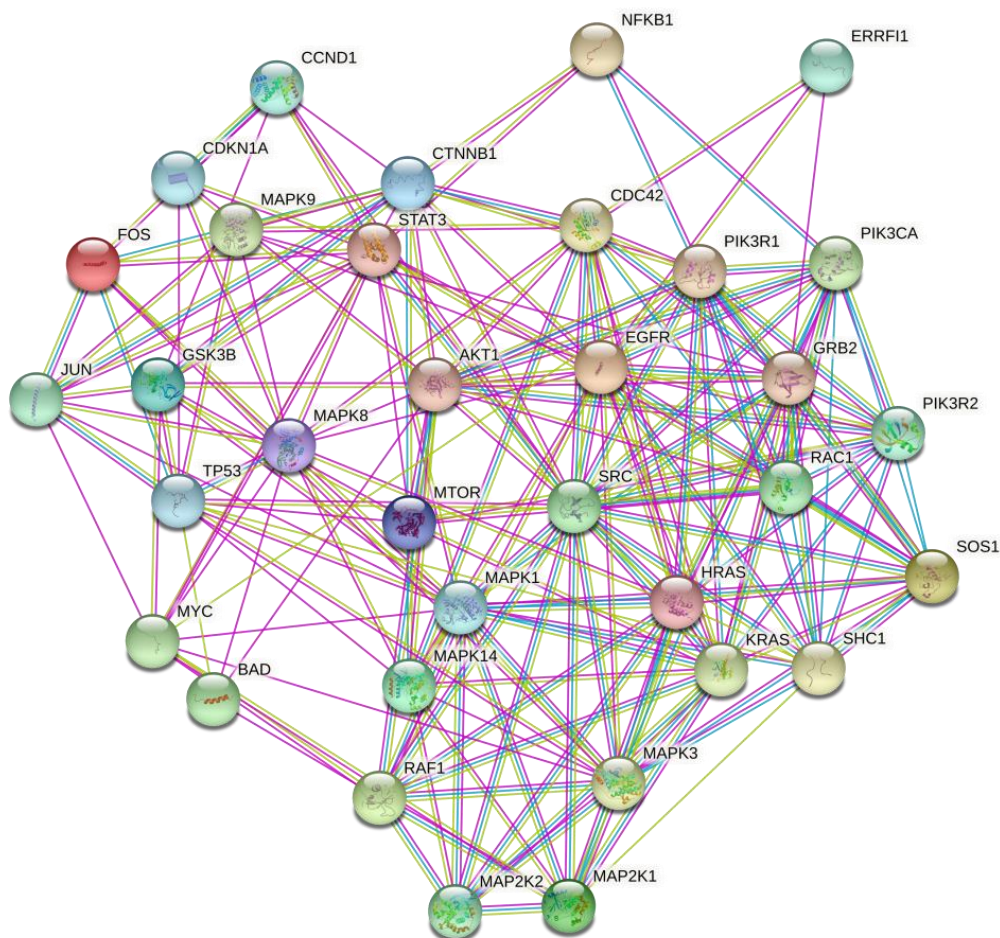 NFKB1
ERRFI1
CCND1
CDKN1A
CTNNB1
MAPK9
STAT3
CDC42
PIK3R1
PIK3CA
FOS
JUN
GSK3B
AKT1
EGFR
GRB2
PIK3R2
MAPK8
TP53
MTOR
SRC
RAC1
SOS1
MAPK1
HRAS
MYC
BAD
MAPK14
KRAS
SHC1
RAF1
MAPK3
MAP2K2
MAP2K1